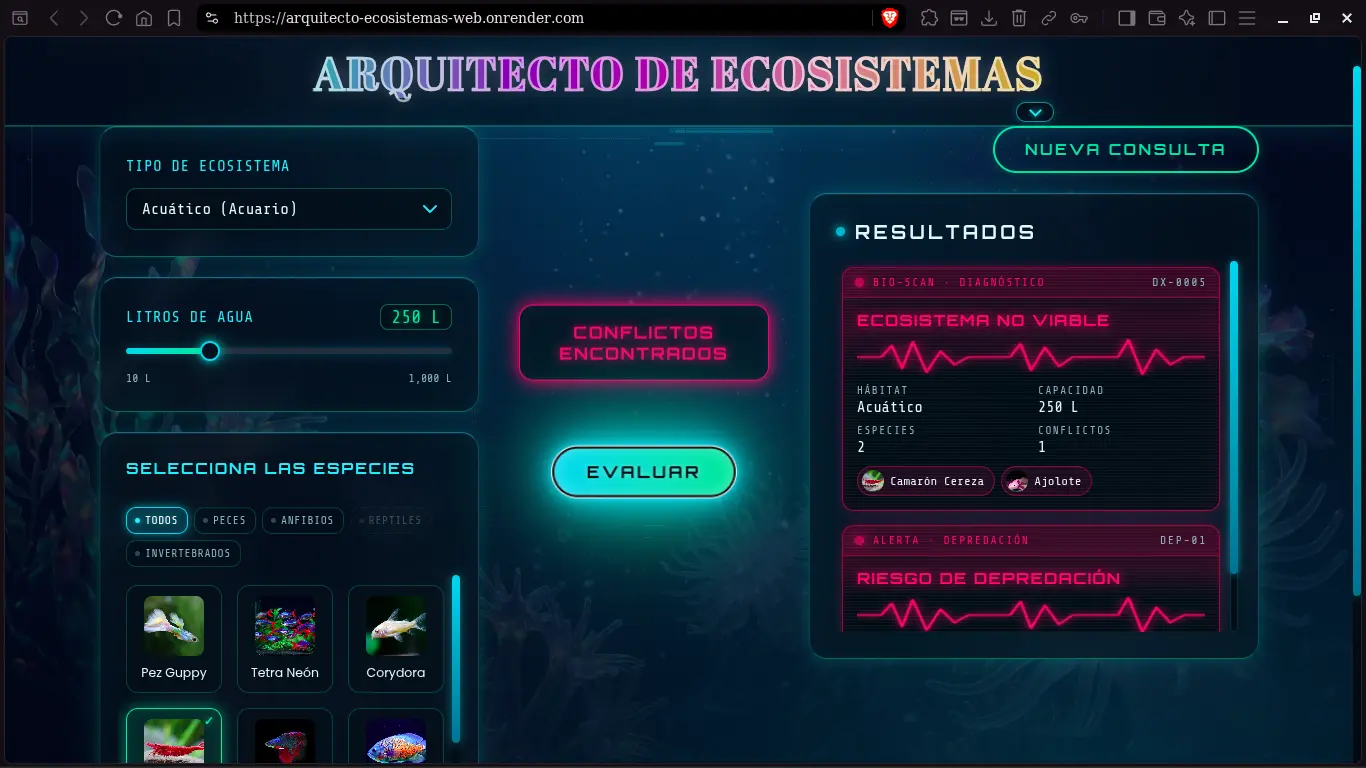 https://arquitecto-ecosistemas-web.onrender.com
ARQUITECTO DE ECOSISTEMAS
TIPO DE ECOSISTEMA
Acuático (Acuario)
LITROS DE AGUA
250 L
10 L
1,000 L
SELECCIONA LAS ESPECIES
TODOS
PECES
ANFIBIOS
REPTILES
INVERTEBRADOS
Pez Guppy
Tetra Neón
Corydora
CONFLICTOS
ENCONTRADOS
EVALUAR
NUEVA CONSULTA
RESULTADOS
BIO-SCAN · DIAGNÓSTICO
DX-0005
ECOSISTEMA NO VIABLE
HÁBITAT
CAPACIDAD
Acuático
250 L
ESPECIES
CONFLICTOS
2
1
Camarón Cereza
Ajolote
ALERTA · DEPREDACIÓN
DEP-01
RIESGO DE DEPREDACIÓN